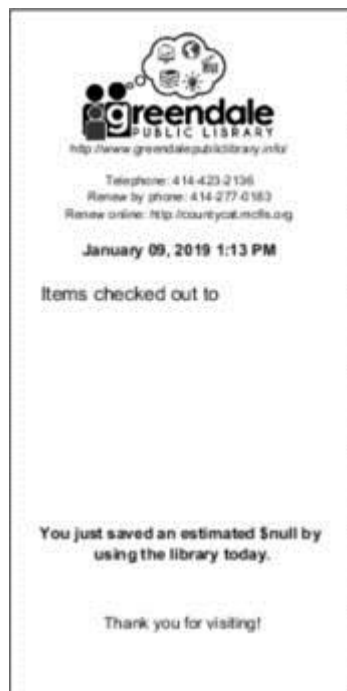 greendale
PUBLIC LIBRARY
http://www.greendalepubliclibrary.info/
Telephone: 414-423-2136
Renew by phone: 414-277-0183
Renew online: http://countycat.mcfls.org
January 09, 2019 1:13 PM
Items checked out to
You just saved an estimated $null by
using the library today.
Thank you for visiting!